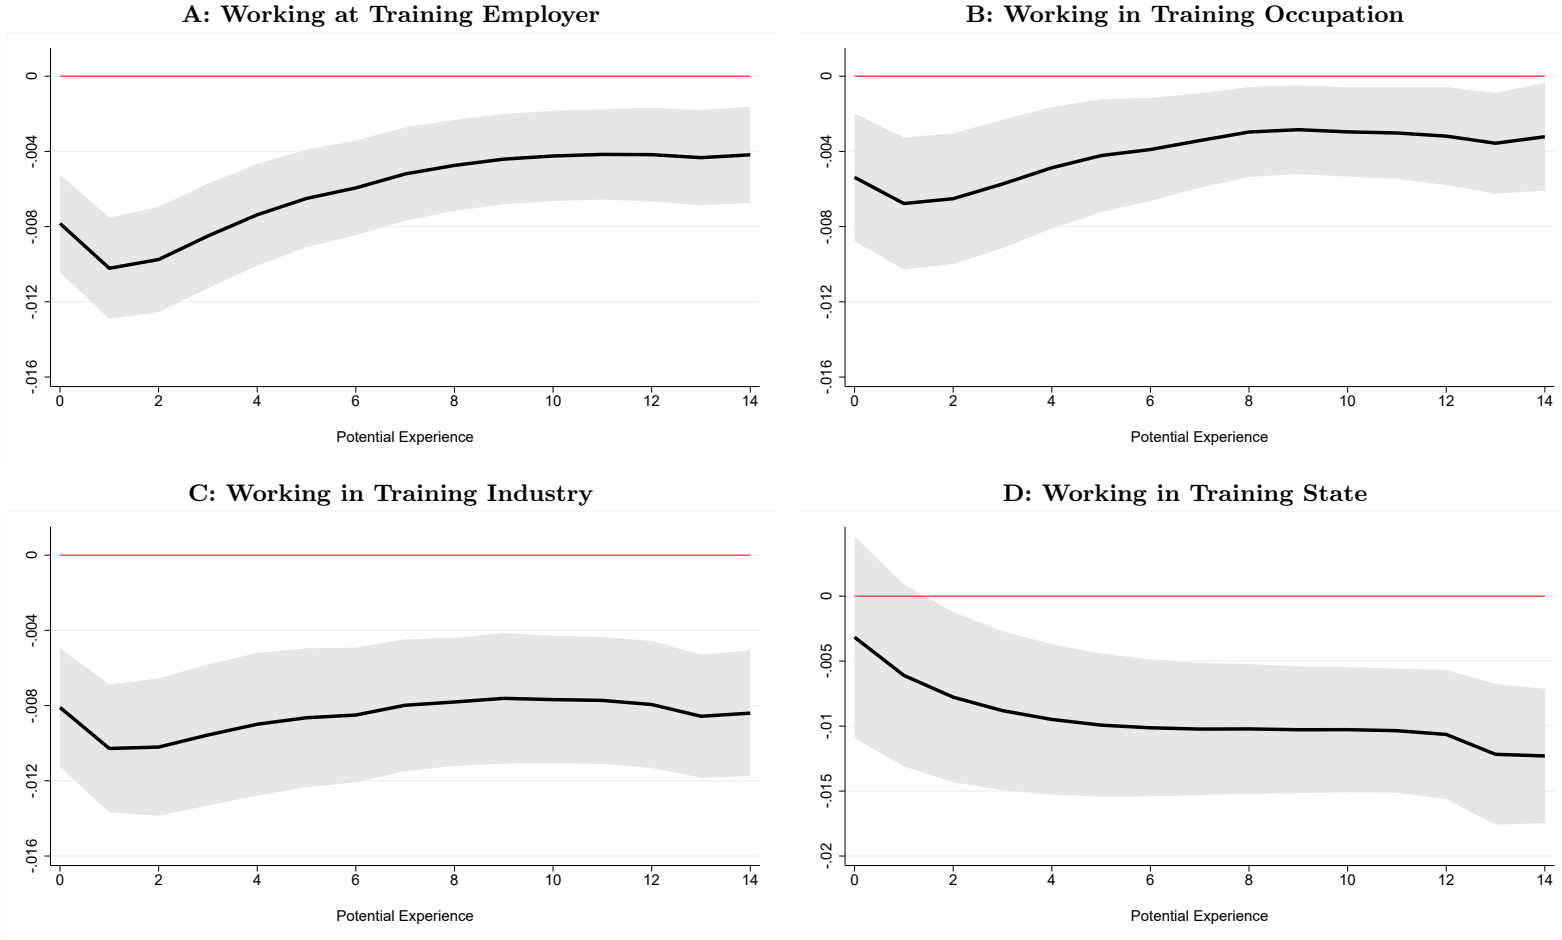 A: Working at Training Employer
0
-.004
-.008
-.012
-.016
0 2 4 6 8 10 12 14
Potential Experience
B: Working in Training Occupation
0
-.004
-.008
-.012
-.016
0 2 4 6 8 10 12 14
Potential Experience
C: Working in Training Industry
0
-.004
-.008
-.012
-.016
0 2 4 6 8 10 12 14
Potential Experience
D: Working in Training State
0
-.005
-.01
-.015
-.02
0 2 4 6 8 10 12 14
Potential Experience